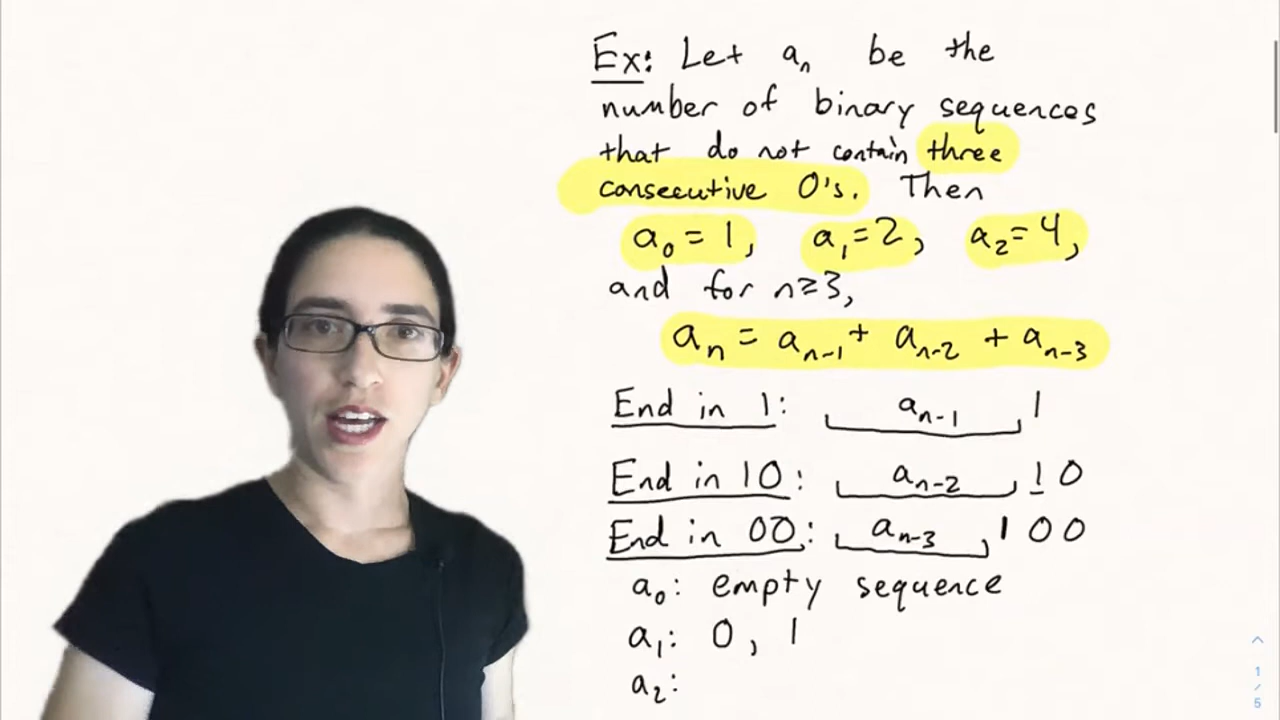 Ex: Let aₙ be the
number of binary sequences
that do not contain three
consecutive 0's. Then
a₀ = 1, a₁ = 2, a₂ = 4,
and for n ≥ 3,
aₙ = aₙ₋₁ + aₙ₋₂ + aₙ₋₃
End in 1: aₙ₋₁ 1
End in 10: aₙ₋₂, 1 0
End in 00: aₙ₋₃, 1 0 0
a₀: empty sequence
a₁: 0, 1
a₂:
1
/
5